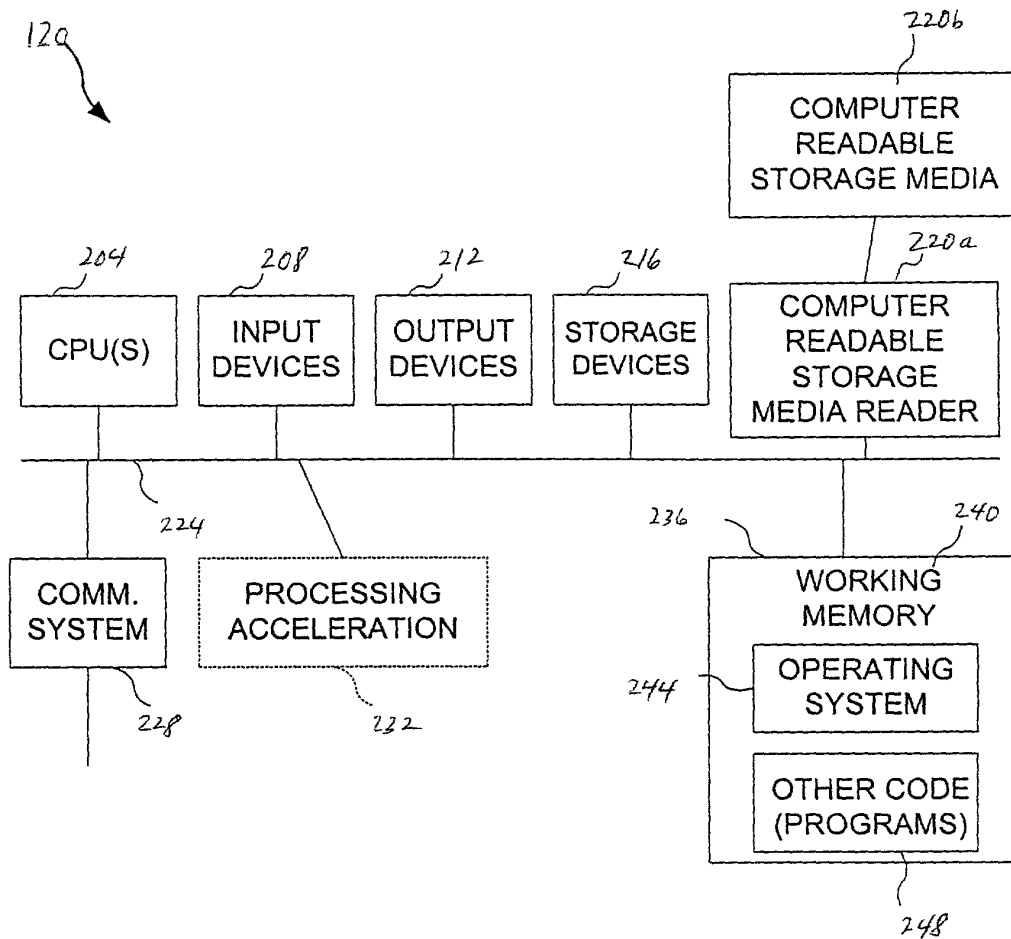 120
220b
COMPUTER
READABLE
STORAGE MEDIA
204
208
212
216
220a
CPU(S)
INPUT
DEVICES
OUTPUT
DEVICES
STORAGE
DEVICES
COMPUTER
READABLE
STORAGE
MEDIA READER
224
236
240
COMM.
SYSTEM
PROCESSING
ACCELERATION
WORKING
MEMORY
228
232
244
OPERATING
SYSTEM
OTHER CODE
(PROGRAMS)
248